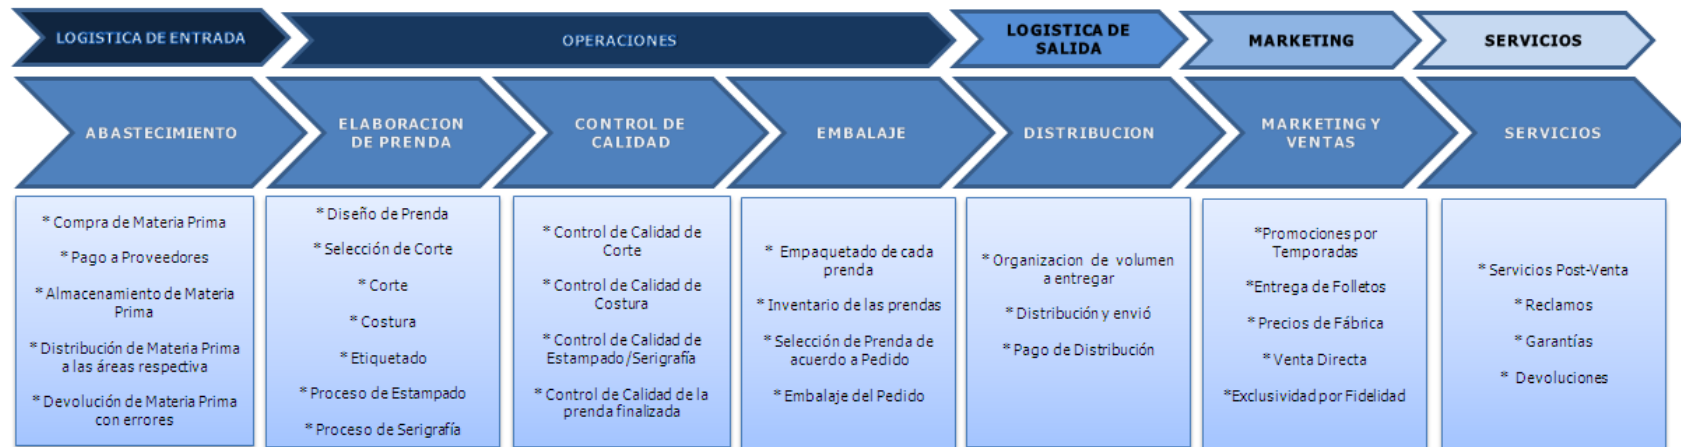 LOGISTICA DE ENTRADA
OPERACIONES
LOGISTICA DE
SALIDA
MARKETING
SERVICIOS
ABASTECIMIENTO
ELABORACION
DE PRENDA
CONTROL DE
CALIDAD
EMBALAJE
DISTRIBUCION
MARKETING Y
VENTAS
SERVICIOS
* Compra de Materia Prima
* Pago a Proveedores
* Almacenamiento de Materia
Prima
* Distribución de Materia Prima
a las áreas respectiva
* Devolución de Materia Prima
con errores
* Diseño de Prenda
* Selección de Corte
* Corte
* Costura
* Etiquetado
* Proceso de Estampado
* Proceso de Serigrafía
* Control de Calidad de
Corte
* Control de Calidad de
Costura
* Control de Calidad de
Estampado/Serigrafía
* Control de Calidad de la
prenda finalizada
* Empaquetado de cada
prenda
* Inventario de las prendas
* Selección de Prenda de
acuerdo a Pedido
* Embalaje del Pedido
* Organizacion de volumen
a entregar
* Distribución y envió
* Pago de Distribución
*Promociones por
Temporadas
*Entrega de Folletos
* Precios de Fábrica
* Venta Directa
*Exclusividad por Fidelidad
* Servicios Post-Venta
* Reclamos
* Garantías
* Devoluciones